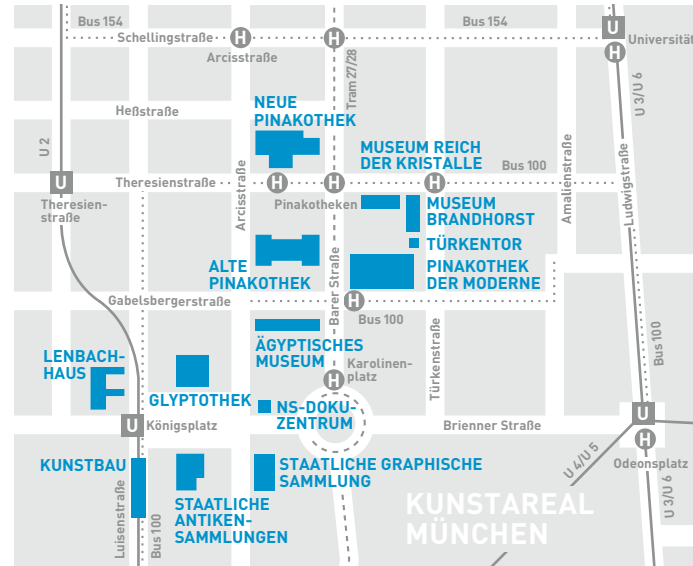 Bus 154
Bus 154
U
Schellingstraße
H
H
Universität
H
Arcisstraße
Tram 27/28
U 3/U 6
NEUE
PINAKOTHEK
Heßstraße
U 2
MUSEUM REICH
DER KRISTALLE
Bus 100
Amalienstraße
Ludwigstraße
U
Theresienstraße
H
H
H
Theresien-
straße
Arcisstraße
Pinakotheken
MUSEUM
BRANDHORST
TÜRKENTOR
ALTE
PINAKOTHEK
Barer Straße
PINAKOTHEK
DER MODERNE
Gabelsbergerstraße
H
Bus 100
Bus 100
ÄGYPTISCHES
MUSEUM
Türkenstraße
LENBACH-
HAUS
Karolinen-
platz
H
GLYPTOTHEK
NS-DOKU-
ZENTRUM
U
Königsplatz
Brienner Straße
U
H
Odeonsplatz
KUNSTBAU
STAATLICHE GRAPHISCHE
SAMMLUNG
U 4/U 5
U 3/U 6
Luisenstraße
Bus 100
STAATLICHE
ANTIKEN-
SAMMLUNGEN
KUNSTAREAL
MÜNCHEN